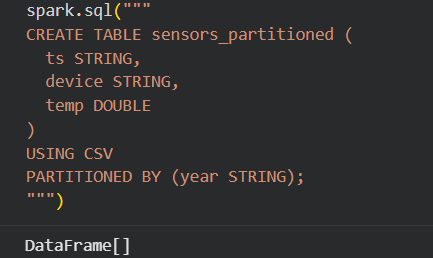 spark.sql("""
CREATE TABLE sensors_partitioned (
  ts STRING,
  device STRING,
  temp DOUBLE
)
USING CSV
PARTITIONED BY (year STRING);
""")
DataFrame[]